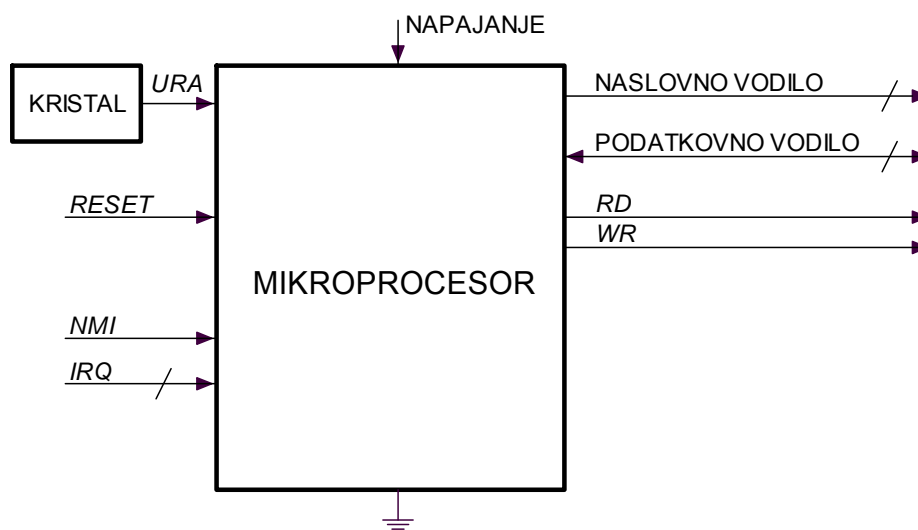 NAPAJANJE
KRISTAL
URA
NASLOVNO VODILO
PODATKOVNO VODILO
RESET
RD
WR
MIKROPROCESOR
NMI
IRQ